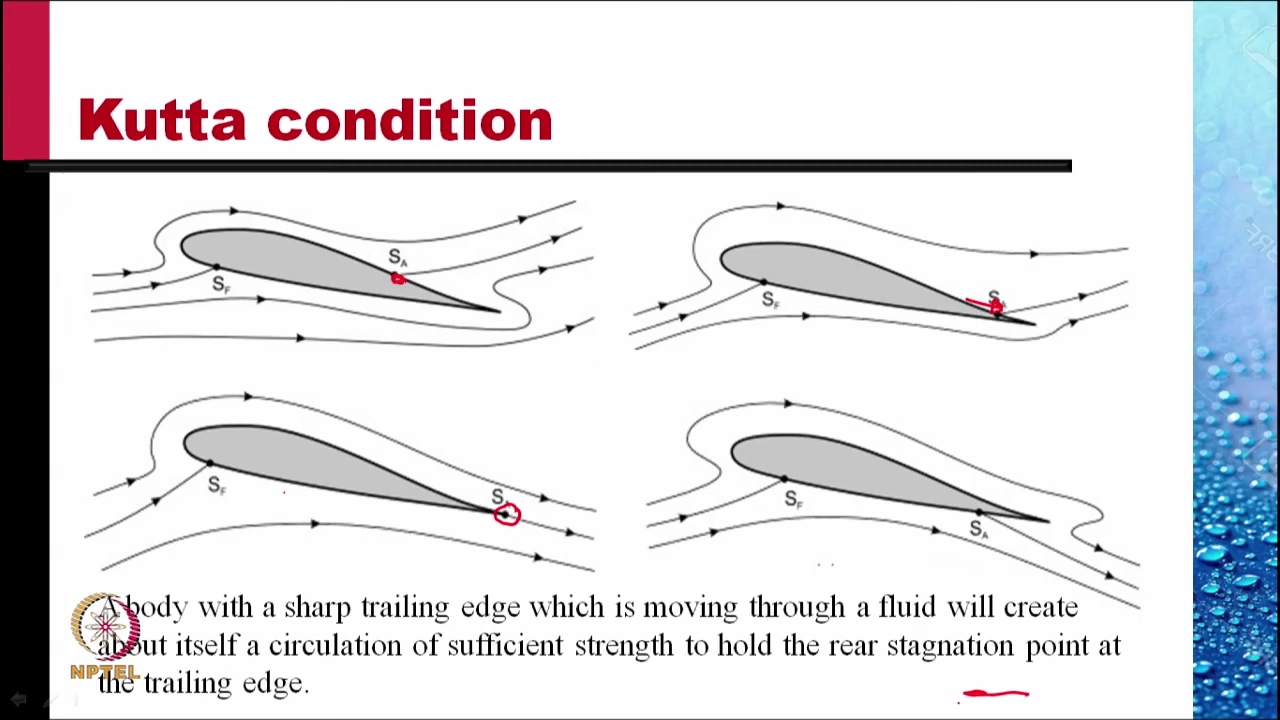 Kutta condition
S_A
S_F
S_F
S_F
S_F
S_A
A body with a sharp trailing edge which is moving through a fluid will create
about itself a circulation of sufficient strength to hold the rear stagnation point at
the trailing edge.
NPTEL